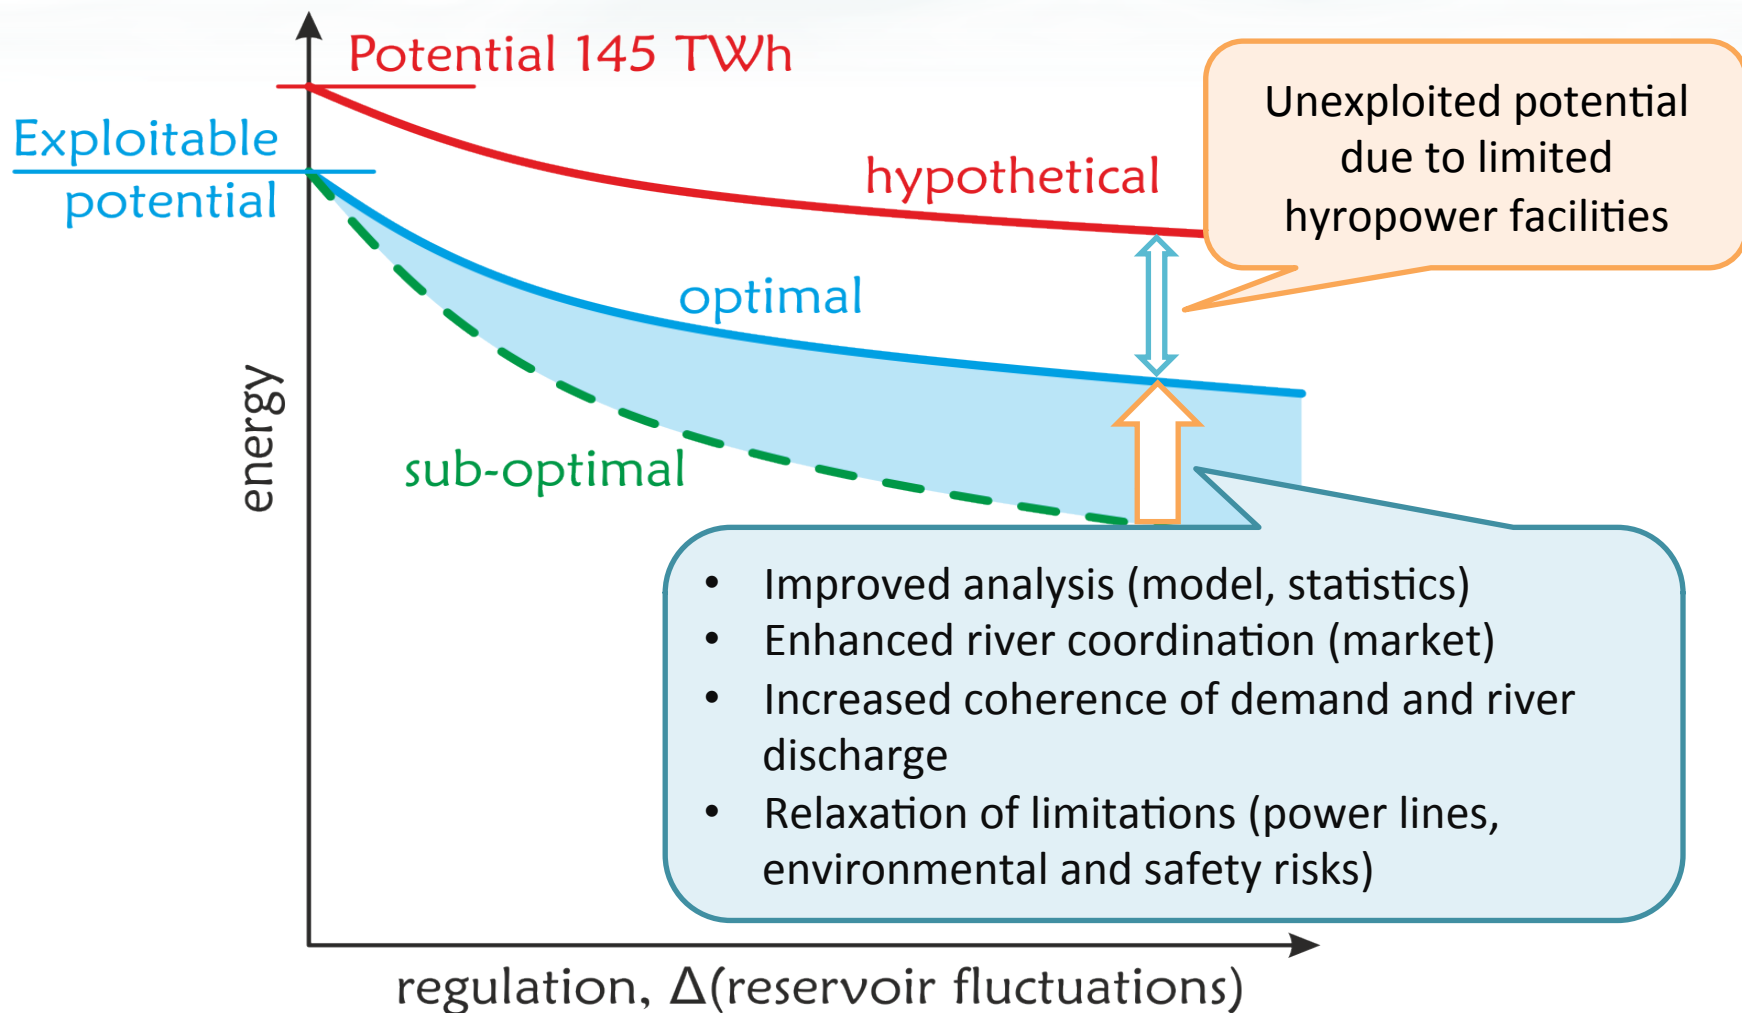 Potential 145 TWh
Exploitable
potential
hypothetical
optimal
sub-optimal
energy
Unexploited potential
due to limited
hyropower facilities
• Improved analysis (model, statistics)
• Enhanced river coordination (market)
• Increased coherence of demand and river
discharge
• Relaxation of limitations (power lines,
environmental and safety risks)
regulation, Δ(reservoir fluctuations)